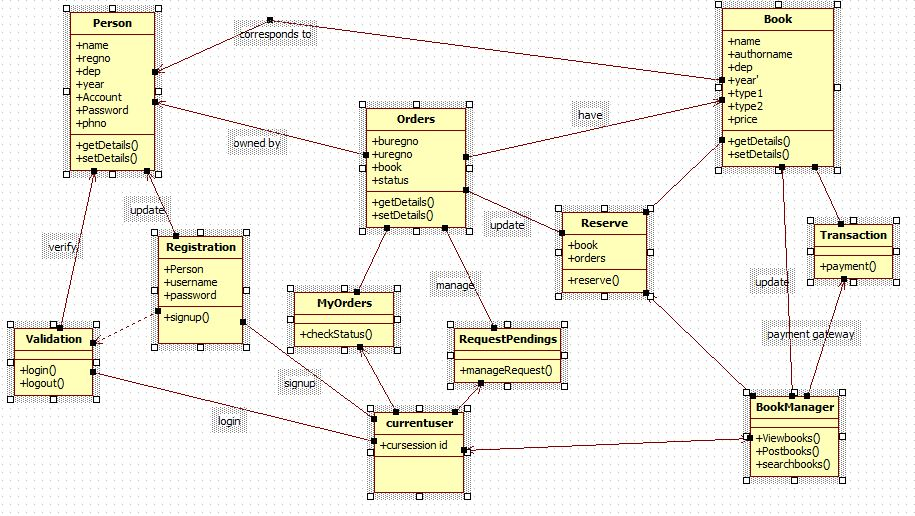 Person
+name
+regno
+dep
+year
+Account
+Password
+phno
+getDetails()
+setDetails()
corresponds to
Book
+name
+authorname
+dep
+year'
+type1
+type2
+price
+getDetails()
+setDetails()
Orders
+buregno
+uregno
+book
+status
+getDetails()
+setDetails()
owned by
have
update
verify
Registration
+Person
+username
+password
+signup()
update
Reserve
+book
+orders
+reserve()
Transaction
+payment()
MyOrders
+checkStatus()
manage
update
RequestPendings
+manageRequest()
payment gateway
Validation
+login()
+logout()
signup
login
currentuser
+cursession id
BookManager
+Viewbooks()
+Postbooks()
+searchbooks()